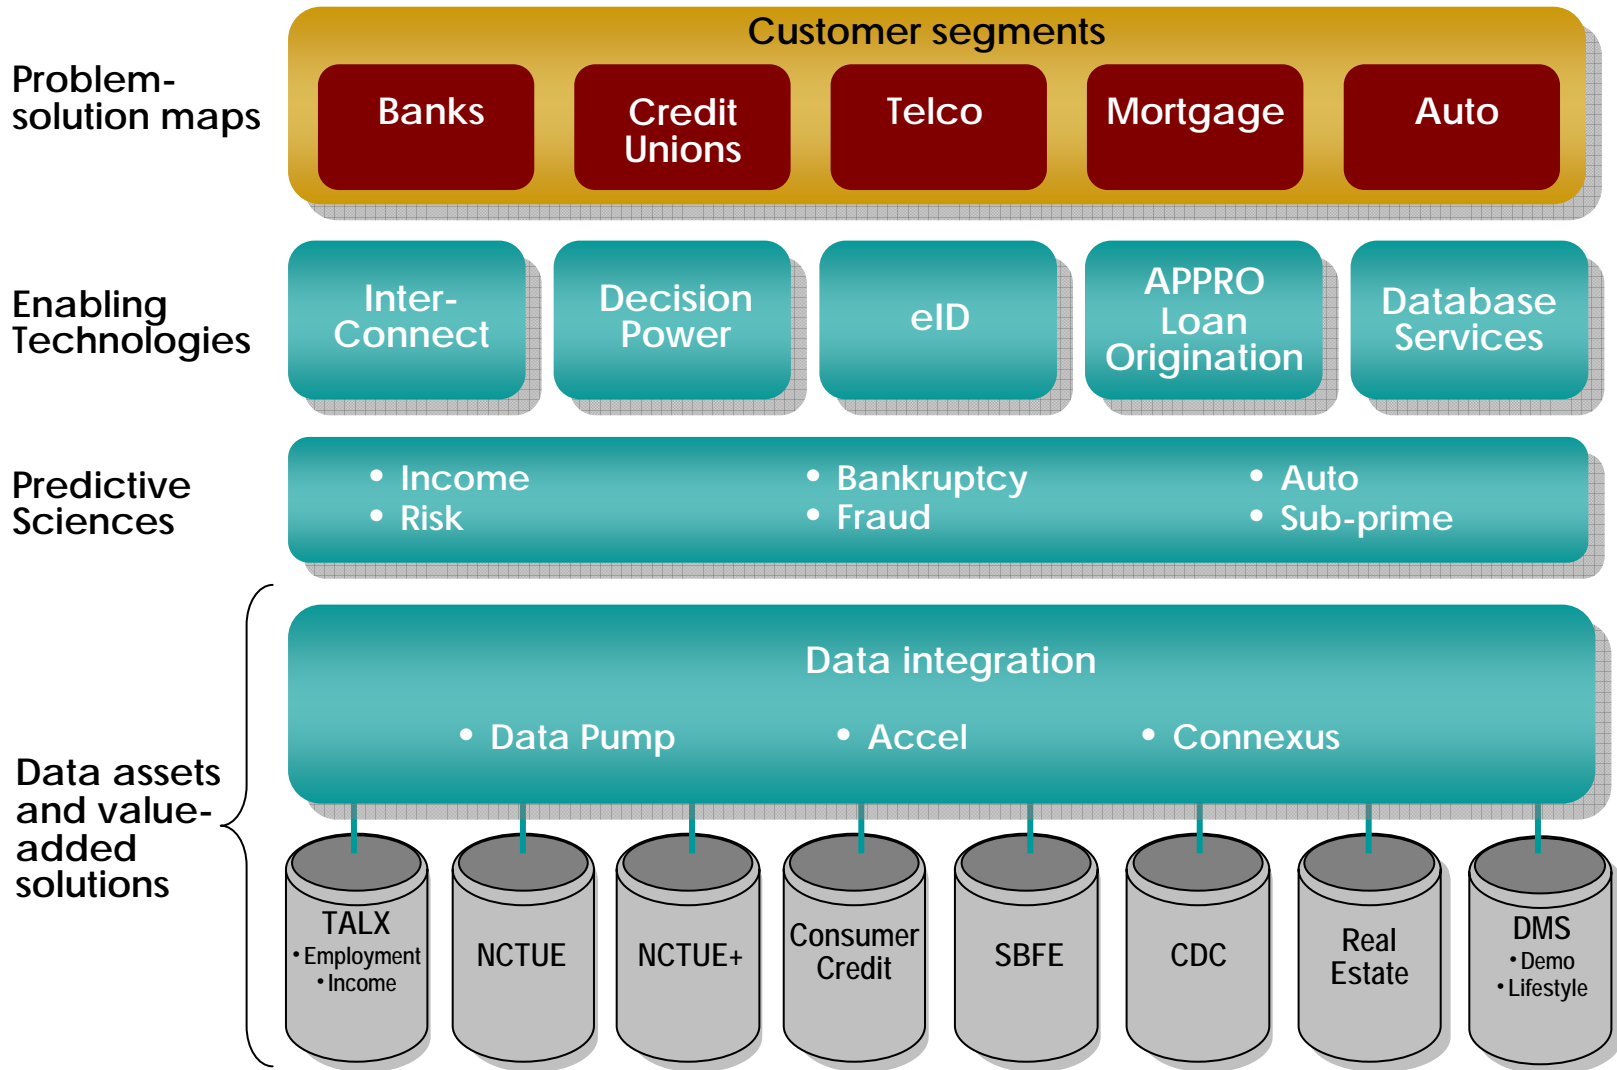 Customer segments
Problem-
solution maps
Banks
Credit
Unions
Telco
Mortgage
Auto
Enabling
Technologies
Inter-
Connect
Decision
Power
eID
APPRO
Loan
Origination
Database
Services
Predictive
Sciences
• Income
• Risk
• Bankruptcy
• Fraud
• Auto
• Sub-prime
Data assets
and value-
added
solutions
Data integration
• Data Pump
• Accel
• Connexus
TALX
• Employment
• Income
NCTUE
NCTUE+
Consumer
Credit
SBFE
CDC
Real
Estate
DMS
• Demo
• Lifestyle